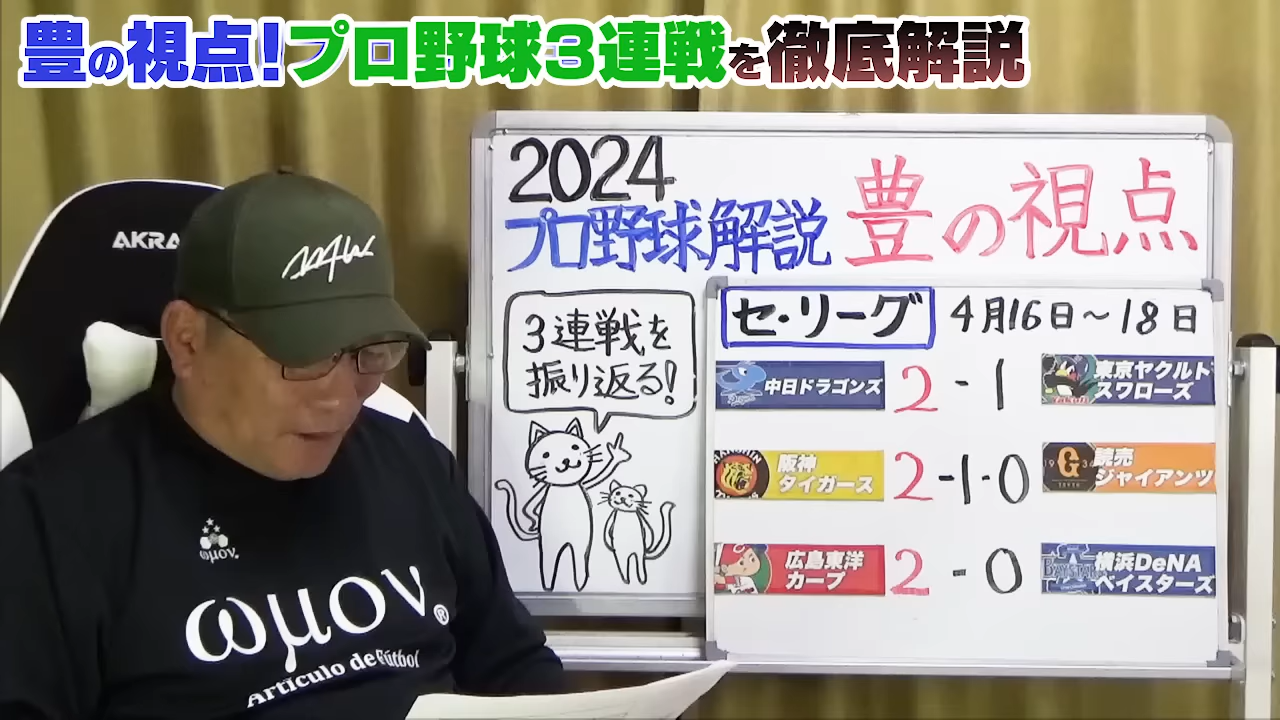 豊の視点!プロ野球3連戦を徹底解説
2024
プロ野球解説 豊の視点
AKRA
3連戦を
振り返る!
セ・リーグ 4月16日~18日
中日ドラゴンズ 2-1 東京ヤクルト
スワローズ
阪神
タイガース 2-1-0 読売
ジャイアンツ
広島東洋
カープ 2-0 横浜DeNA
ベイスターズ
ωμον.
ωμον®
Artículo de Fútbol